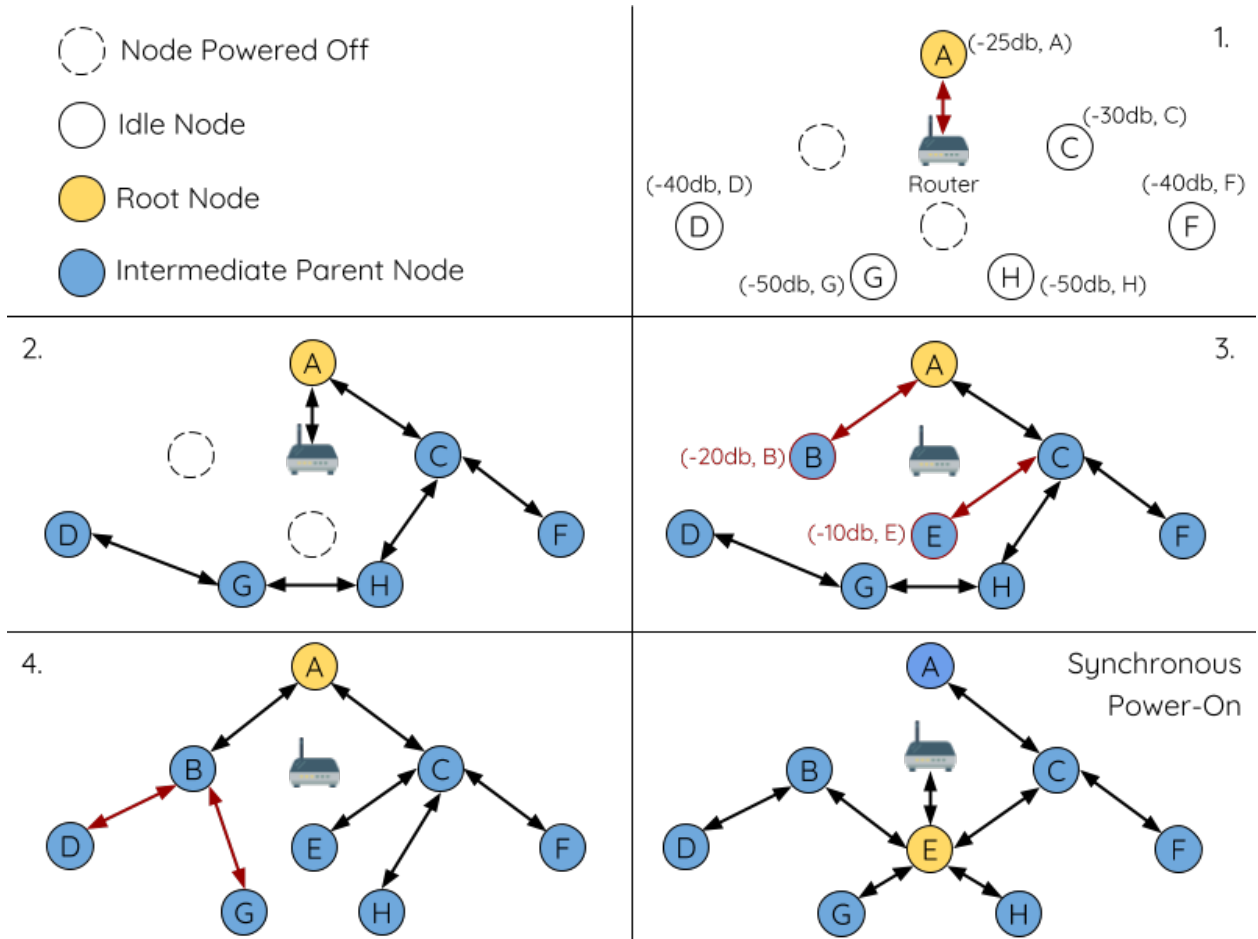 Node Powered Off
Idle Node
Root Node
Intermediate Parent Node
1.
A
(-25db, A)
(-30db, C)
C
Router
(-40db, D)
D
(-40db, F)
F
(-50db, G)
G
H
(-50db, H)
2.
A
C
D
F
G
H
3.
A
(-20db, B)
B
C
D
(-10db, E)
E
F
G
H
4.
A
B
C
D
E
F
G
H
Synchronous
Power-On
A
B
C
D
E
F
G
H